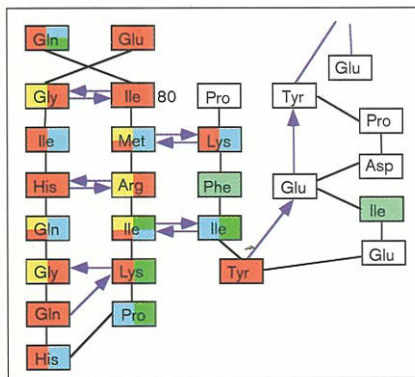 Gln Glu Glu
Gly Ile 80 Pro Tyr
Pro
Ile Met Lys
Asp
His Arg Phe Glu
Ile
Gln Ile Ile
Glu
Gly Lys Tyr
Gln Pro
His